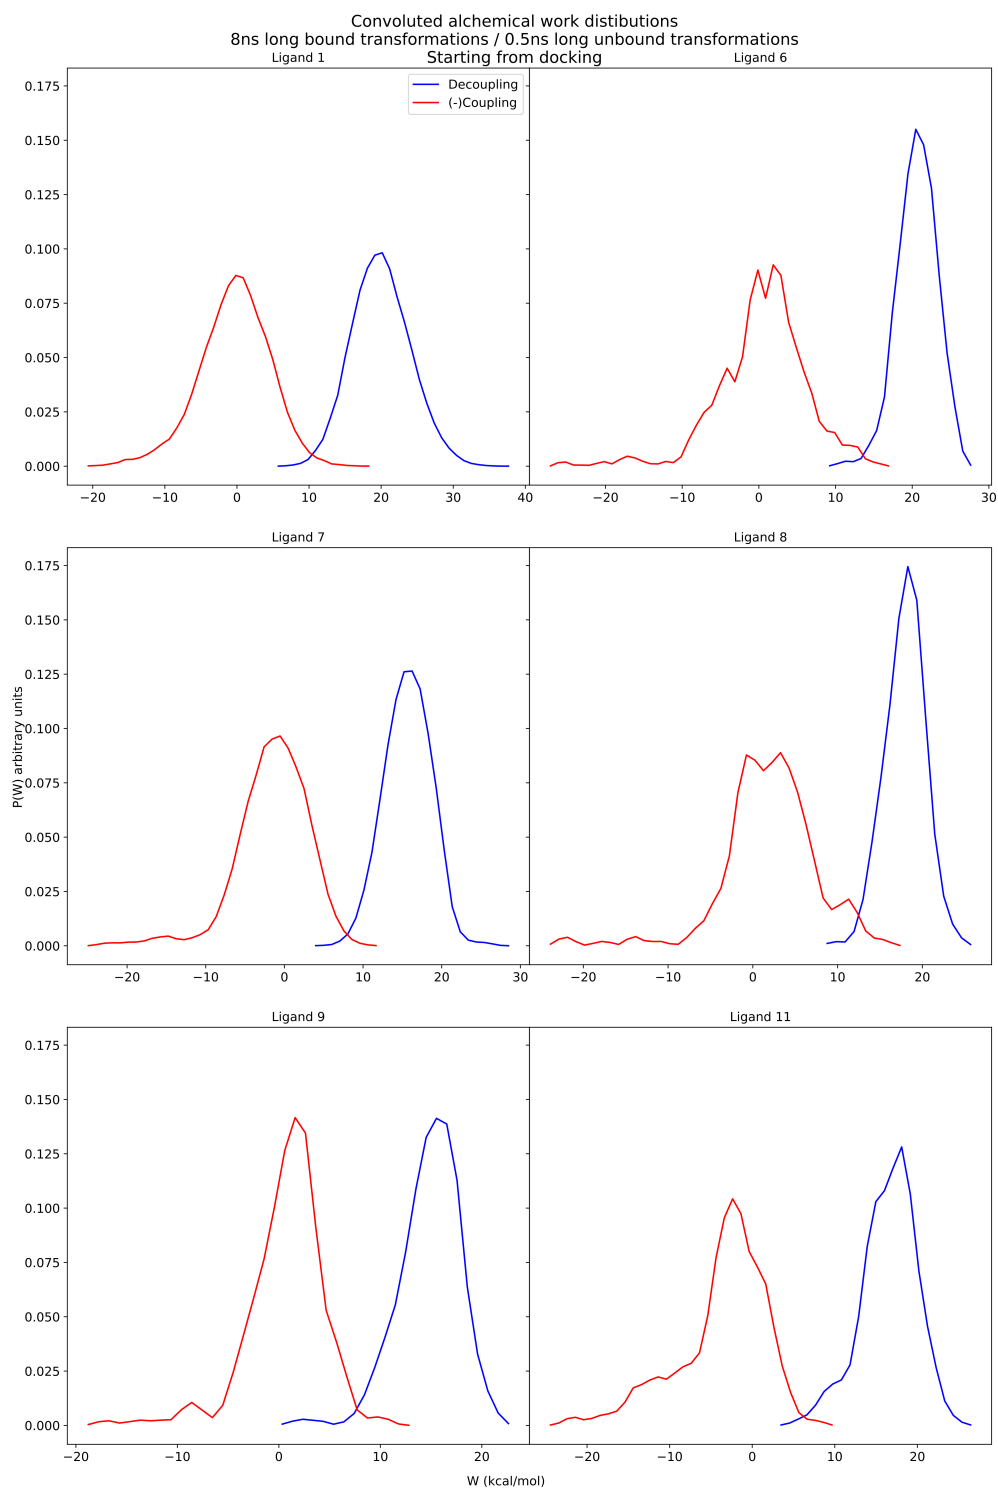 Convoluted alchemical work distibutions
8ns long bound transformations / 0.5ns long unbound transformations
Starting from docking
Ligand 1
Ligand 6
Decoupling
(-)Coupling
0.175
0.150
0.125
0.100
0.075
0.050
0.025
0.000
−20 −10 0 10 20 30 40
−20 −10 0 10 20 30
Ligand 7
Ligand 8
0.175
0.150
0.125
0.100
0.075
0.050
0.025
0.000
P(W) arbitrary units
−20 −10 0 10 20 30
−20 −10 0 10 20
Ligand 9
Ligand 11
0.175
0.150
0.125
0.100
0.075
0.050
0.025
0.000
−20 −10 0 10 20
−20 −10 0 10 20
W (kcal/mol)